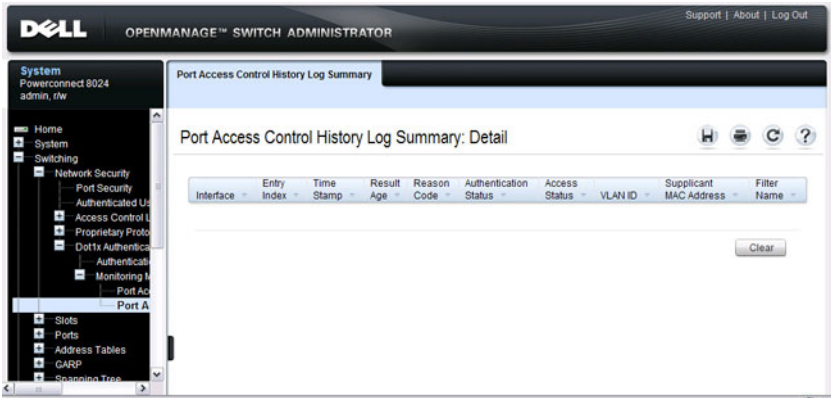 Support | About | Log Out
DELL
OPENMANAGE™ SWITCH ADMINISTRATOR
System
Powerconnect 8024
admin, r/w
Port Access Control History Log Summary
Home
System
Switching
Network Security
Port Security
Authenticated Us
Access Control L
Proprietary Proto
Dot1x Authentica
Authenticati
Monitoring M
Port Acc
Port A
Slots
Ports
Address Tables
GARP
Spanning Tree
Port Access Control History Log Summary: Detail
Interface
Entry Index
Time Stamp
Result Age
Reason Code
Authentication Status
Access Status
VLAN ID
Supplicant MAC Address
Filter Name
Clear